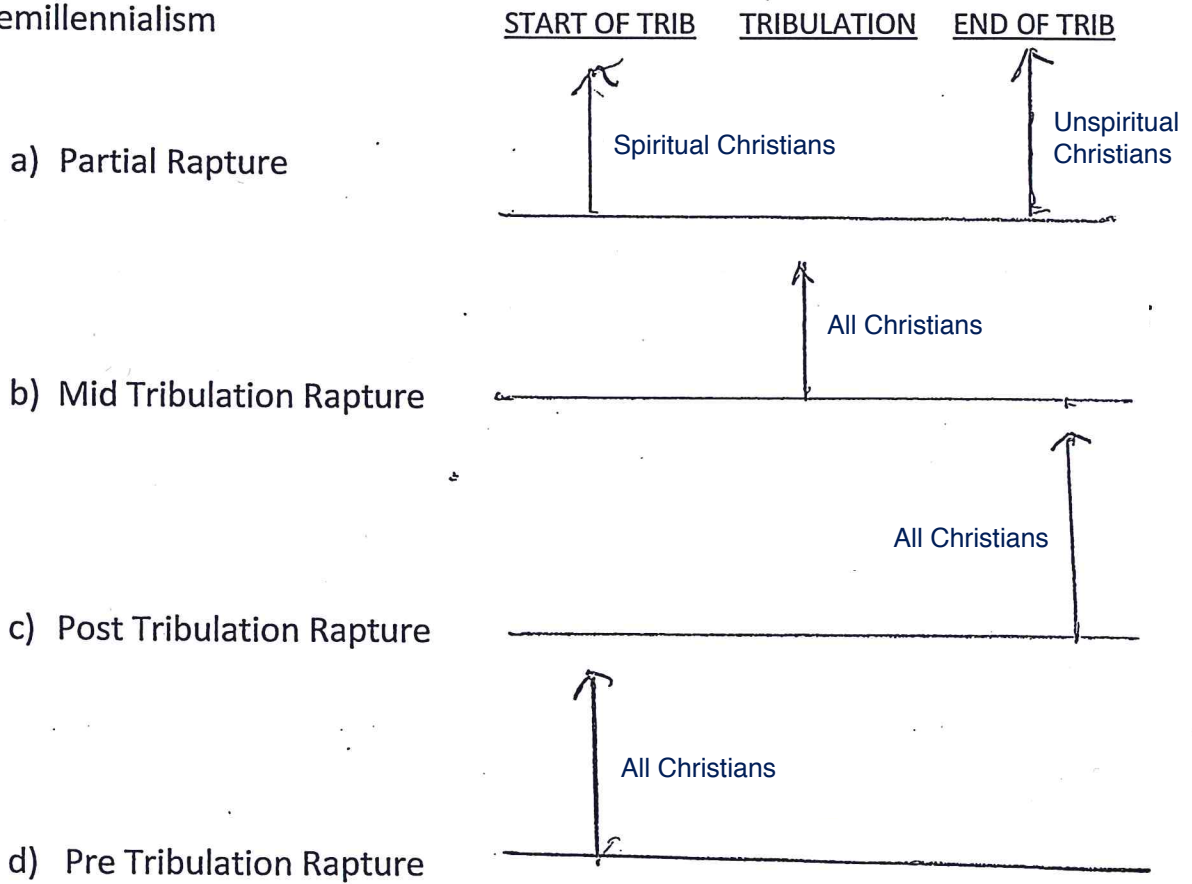 emillennialism
START OF TRIB TRIBULATION END OF TRIB
a) Partial Rapture
Spiritual Christians
Unspiritual
Christians
b) Mid Tribulation Rapture
All Christians
c) Post Tribulation Rapture
All Christians
d) Pre Tribulation Rapture
All Christians